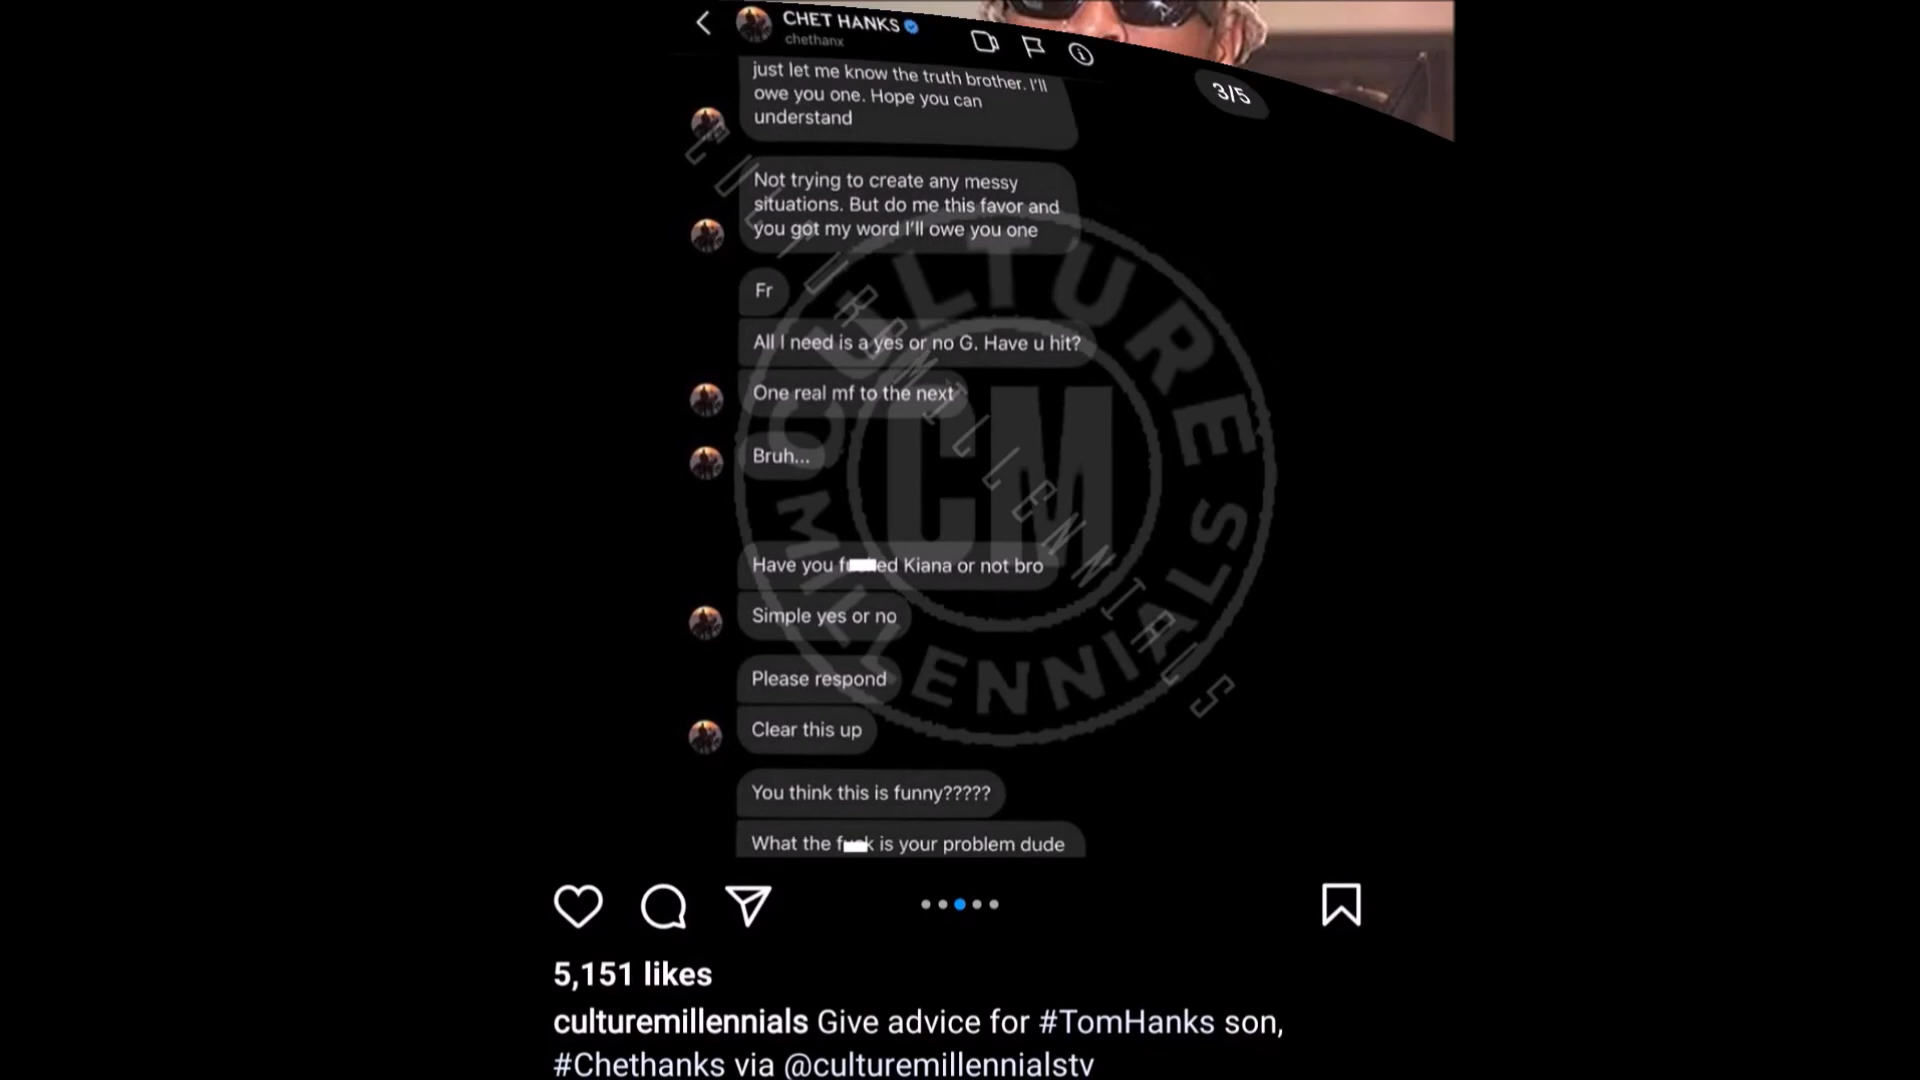 CHET HANKS
chethanx
3/5
just let me know the truth brother. I'll
owe you one. Hope you can
understand
Not trying to create any messy
situations. But do me this favor and
you got my word I'll owe you one
Fr
All I need is a yes or no G. Have u hit?
One real mf to the next
Bruh...
Have you f ed Kiana or not bro
Simple yes or no
Please respond
Clear this up
You think this is funny?????
What the f k is your problem dude
CULTURE
CM
MILLENNIALS
CULTUREMILLENNIALS
5,151 likes
culturemillennials Give advice for #TomHanks son,
#Chethanks via @culturemillennialstv